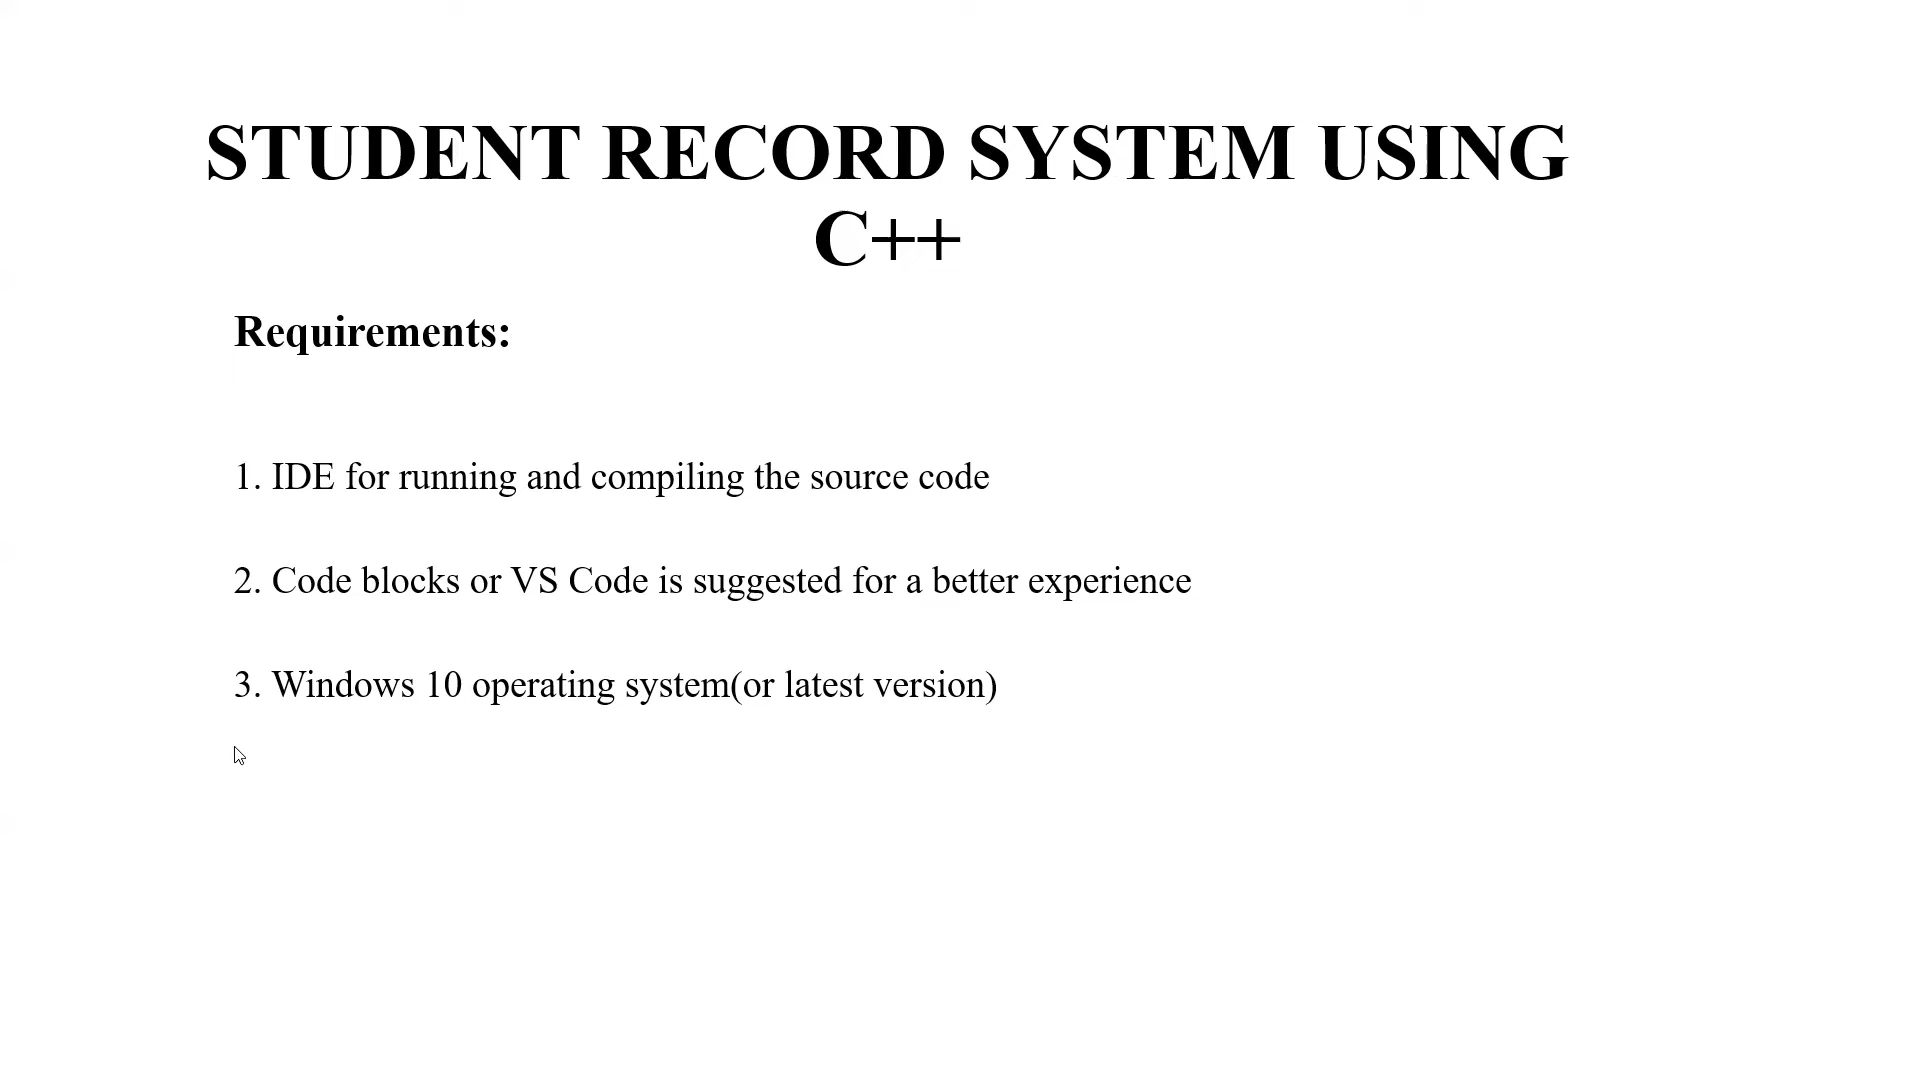 STUDENT RECORD SYSTEM USING
C++
Requirements:
1. IDE for running and compiling the source code
2. Code blocks or VS Code is suggested for a better experience
3. Windows 10 operating system(or latest version)